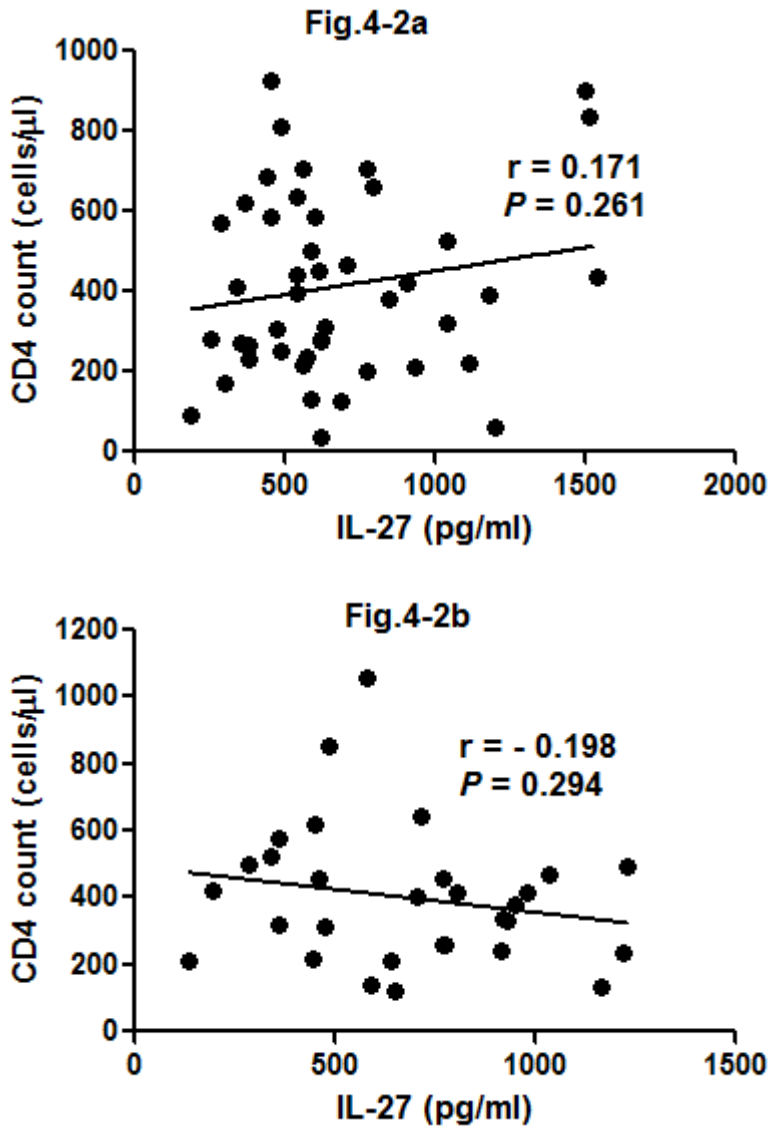 Fig.4-2a
1000
800
600
400
200
0
CD4 count (cells/µl)
r = 0.171
P = 0.261
0 500 1000 1500 2000
IL-27 (pg/ml)
Fig.4-2b
1200
1000
800
600
400
200
0
CD4 count (cells/µl)
r = - 0.198
P = 0.294
0 500 1000 1500
IL-27 (pg/ml)